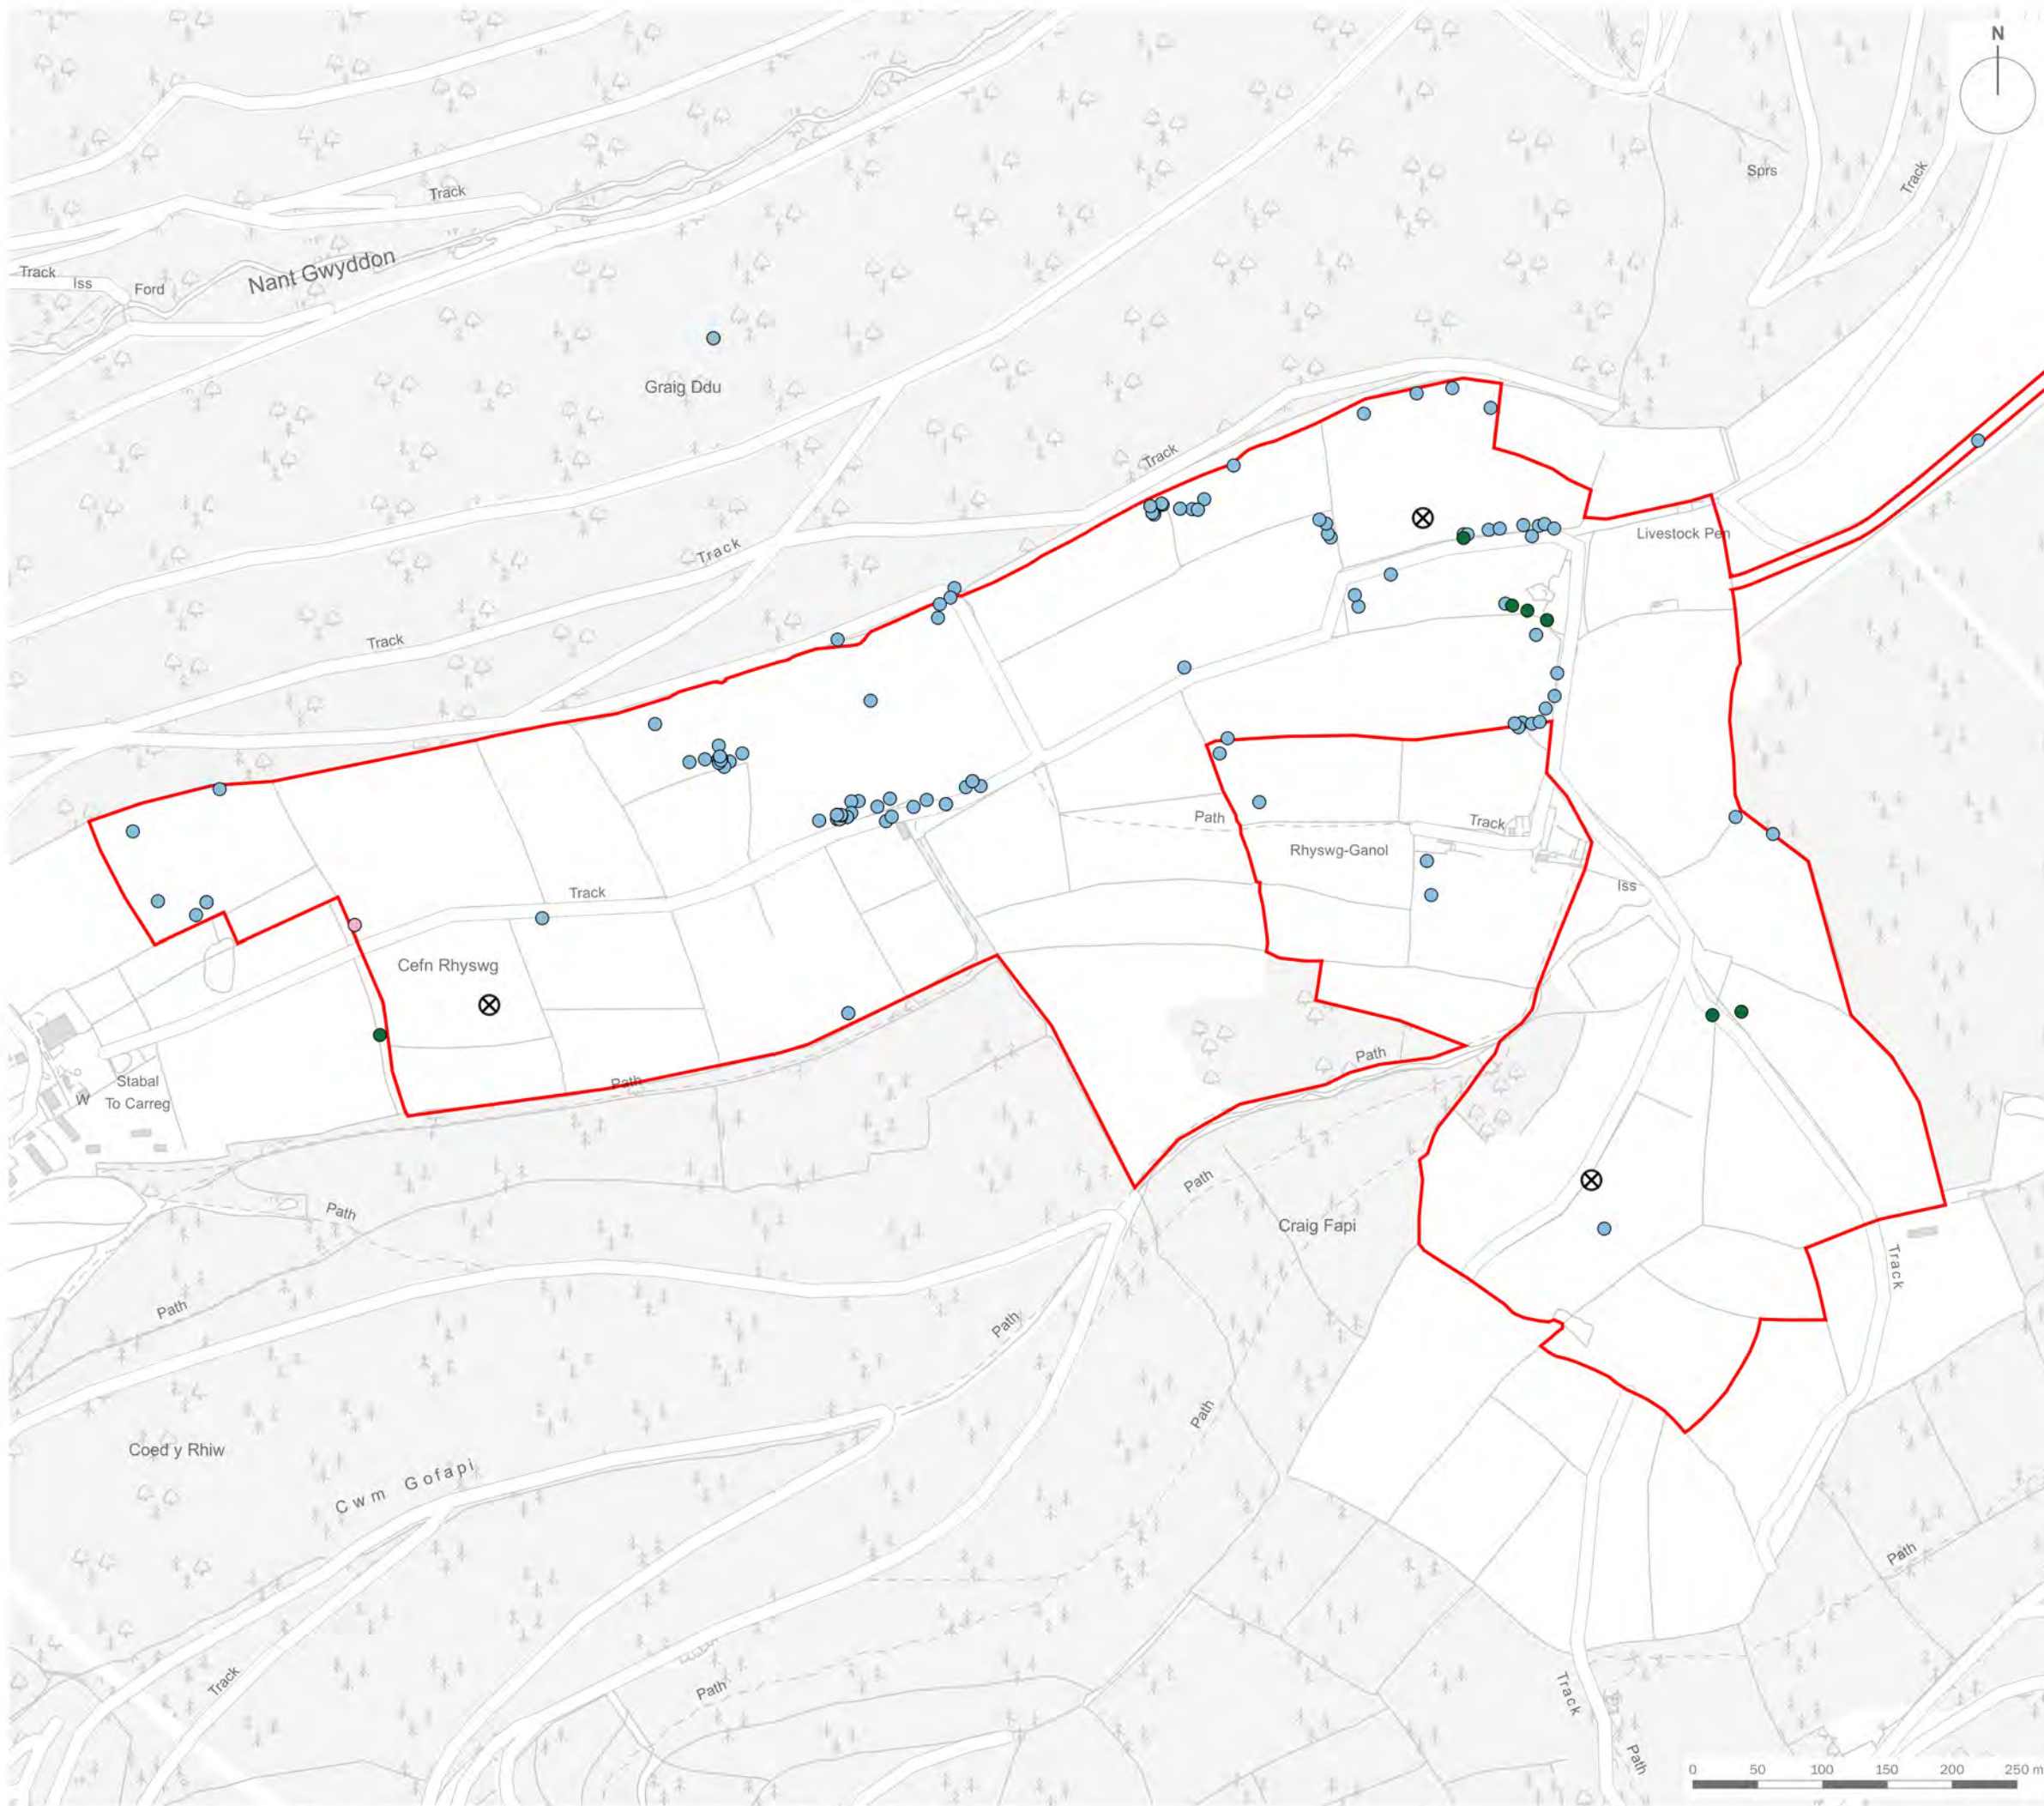 N
Sprs
Track
Track
Nant Gwyddon
Track
Iss
Ford
Graig Ddu
Track
Track
Livestock Pen
Track
Path
Track
Rhyswg-Ganol
Iss
Track
Cefn Rhyswg
Path
Path
Stabal
To Carreg
W
Path
Craig Fapi
Path
Track
Path
Path
Path
Coed y Rhiw
Cwm Gofapi
Path
Track
Path
Track
Path
0 50 100 150 200 250 m